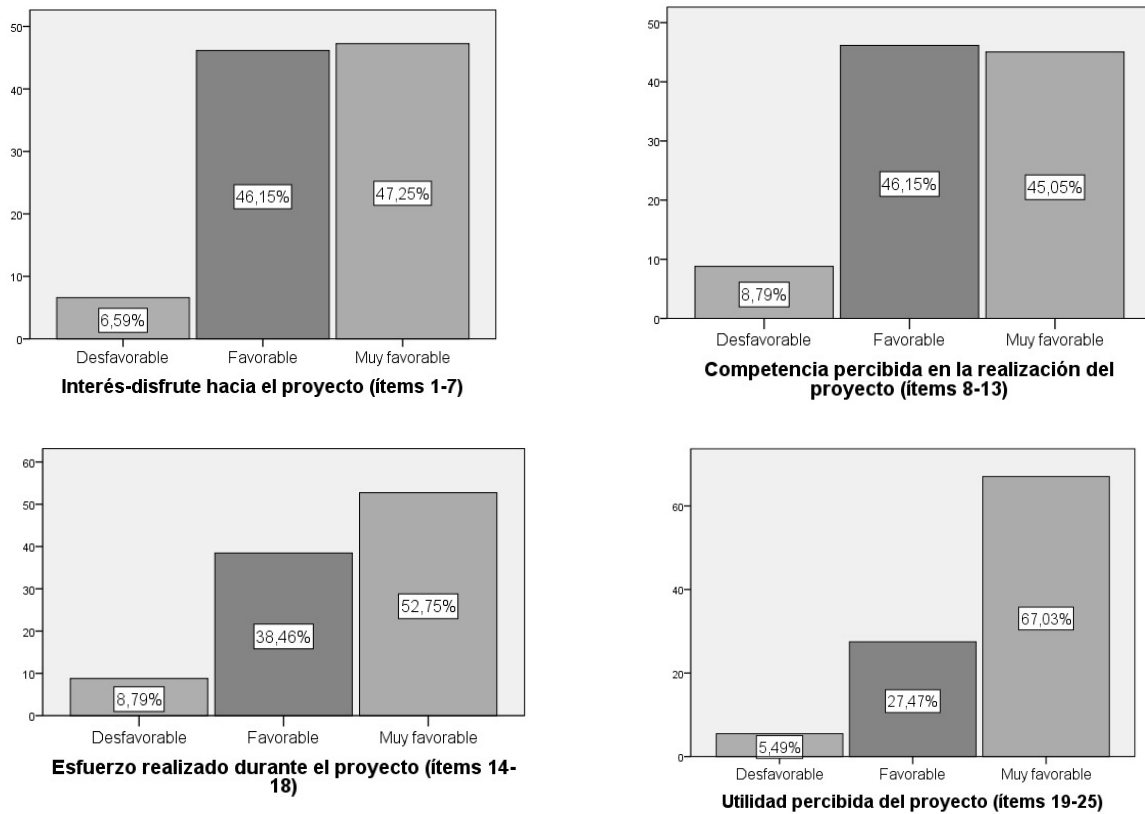 50
40
30
20
10
0
6,59%
46,15%
47,25%
Desfavorable
Favorable
Muy favorable
Interés-disfrute hacia el proyecto (ítems 1-7)
50
40
30
20
10
0
8,79%
46,15%
45,05%
Desfavorable
Favorable
Muy favorable
Competencia percibida en la realización del
proyecto (ítems 8-13)
60
50
40
30
20
10
0
8,79%
38,46%
52,75%
Desfavorable
Favorable
Muy favorable
Esfuerzo realizado durante el proyecto (ítems 14-
18)
60
40
20
0
5,49%
27,47%
67,03%
Desfavorable
Favorable
Muy favorable
Utilidad percibida del proyecto (ítems 19-25)